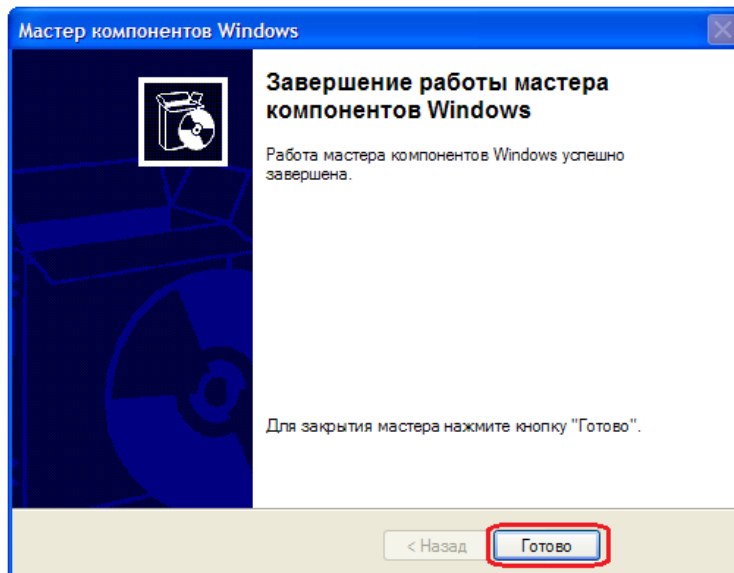 Мастер компонентов Windows
Завершение работы мастера
компонентов Windows
Работа мастера компонентов Windows успешно
завершена.
Для закрытия мастера нажмите кнопку "Готово".
< Назад
Готово